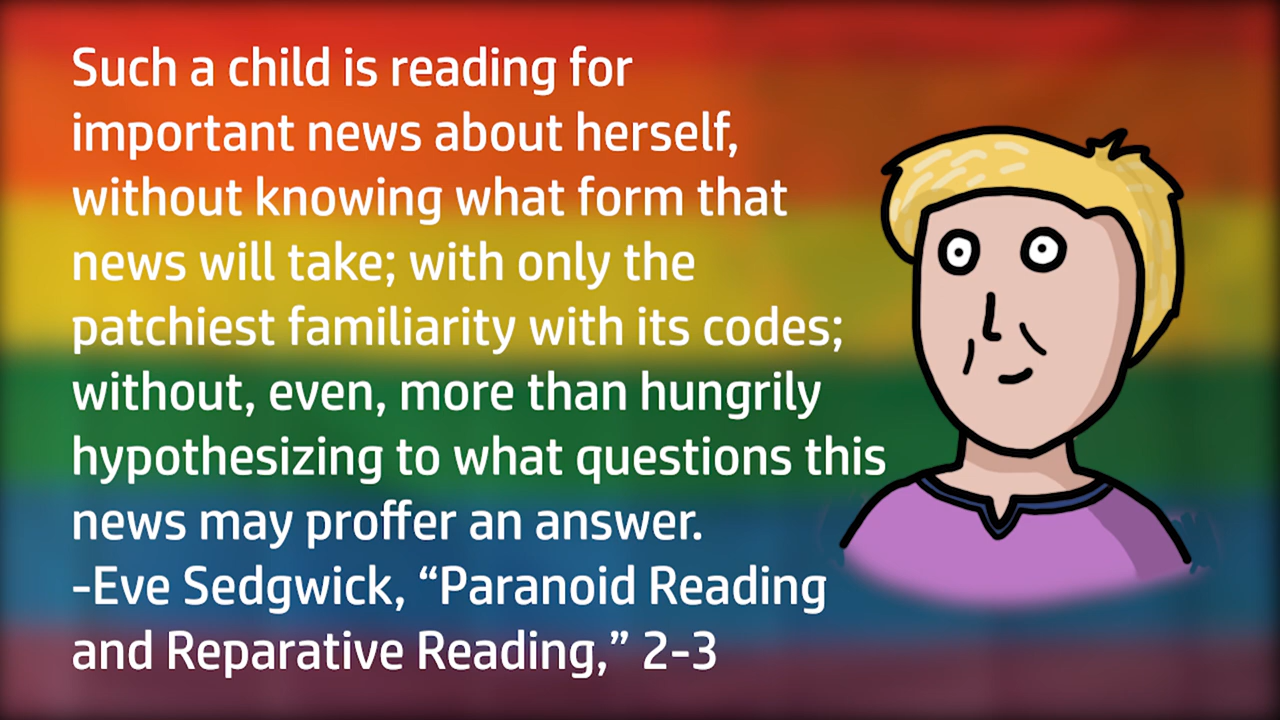 Such a child is reading for
important news about herself,
without knowing what form that
news will take; with only the
patchiest familiarity with its codes;
without, even, more than hungrily
hypothesizing to what questions this
news may proffer an answer.
-Eve Sedgwick, “Paranoid Reading
and Reparative Reading,” 2-3